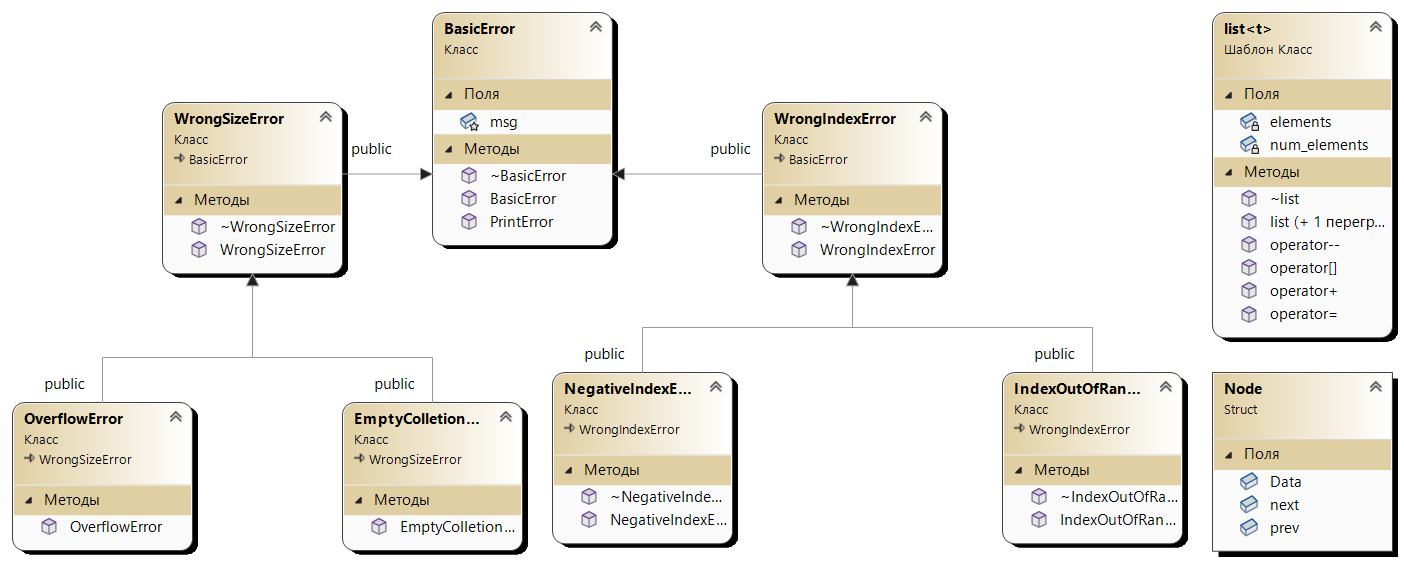 BasicError
Класс
Поля
msg
Методы
~BasicError
BasicError
PrintError
WrongSizeError
Класс
BasicError
Методы
~WrongSizeError
WrongSizeError
public
public
WrongIndexError
Класс
BasicError
Методы
~WrongIndexE...
WrongIndexError
list<t>
Шаблон Класс
Поля
elements
num_elements
Методы
~list
list (+ 1 перегр...
operator--
operator[]
operator+
operator=
public
OverflowError
Класс
WrongSizeError
Методы
OverflowError
public
EmptyColletion...
Класс
WrongSizeError
Методы
EmptyColletion...
public
NegativeIndexE...
Класс
WrongIndexError
Методы
~NegativeInde...
NegativeIndexE...
public
IndexOutOfRan...
Класс
WrongIndexError
Методы
~IndexOutOfRa...
IndexOutOfRan...
Node
Struct
Поля
Data
next
prev